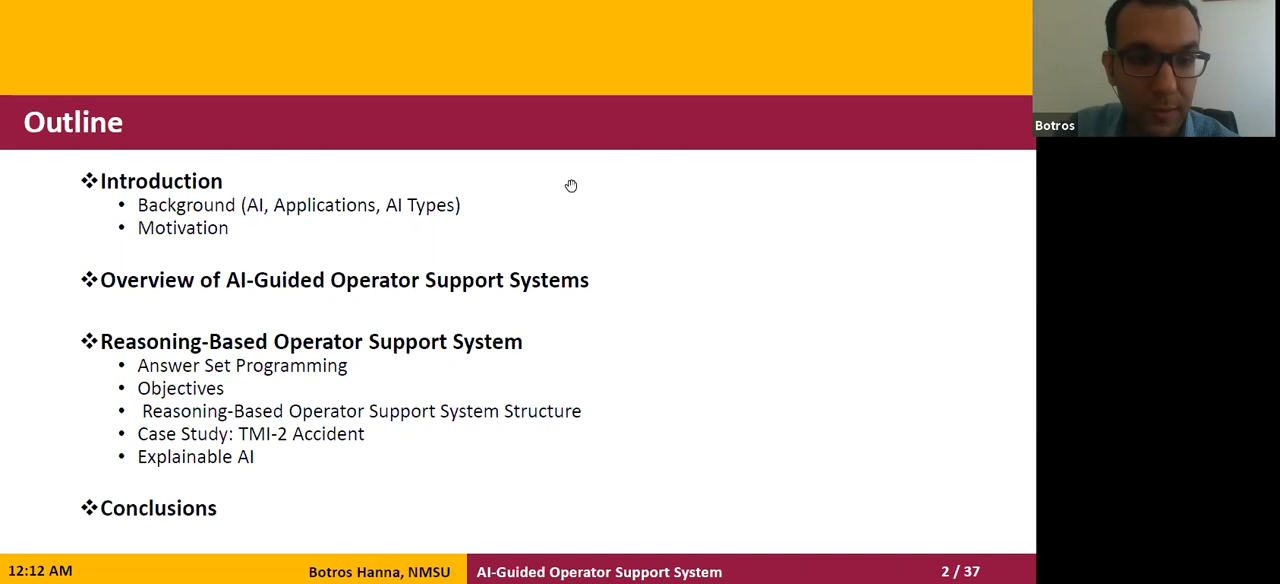 Outline
Botros
❖Introduction
• Background (AI, Applications, AI Types)
• Motivation
❖Overview of AI-Guided Operator Support Systems
❖Reasoning-Based Operator Support System
• Answer Set Programming
• Objectives
• Reasoning-Based Operator Support System Structure
• Case Study: TMI-2 Accident
• Explainable AI
❖Conclusions
12:12 AM Botros Hanna, NMSU AI-Guided Operator Support System 2 / 37